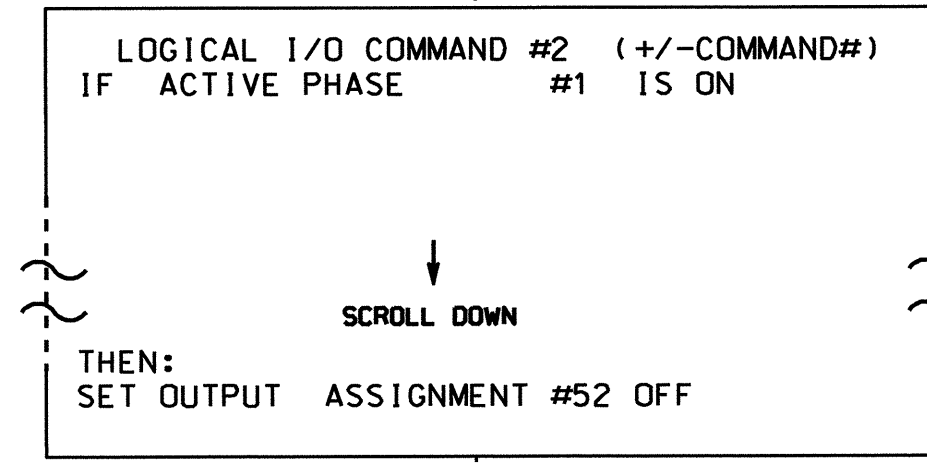 LOGICAL I/O COMMAND #2 (+/-COMMAND#)
IF ACTIVE PHASE #1 IS ON
SCROLL DOWN
THEN:
SET OUTPUT ASSIGNMENT #52 OFF